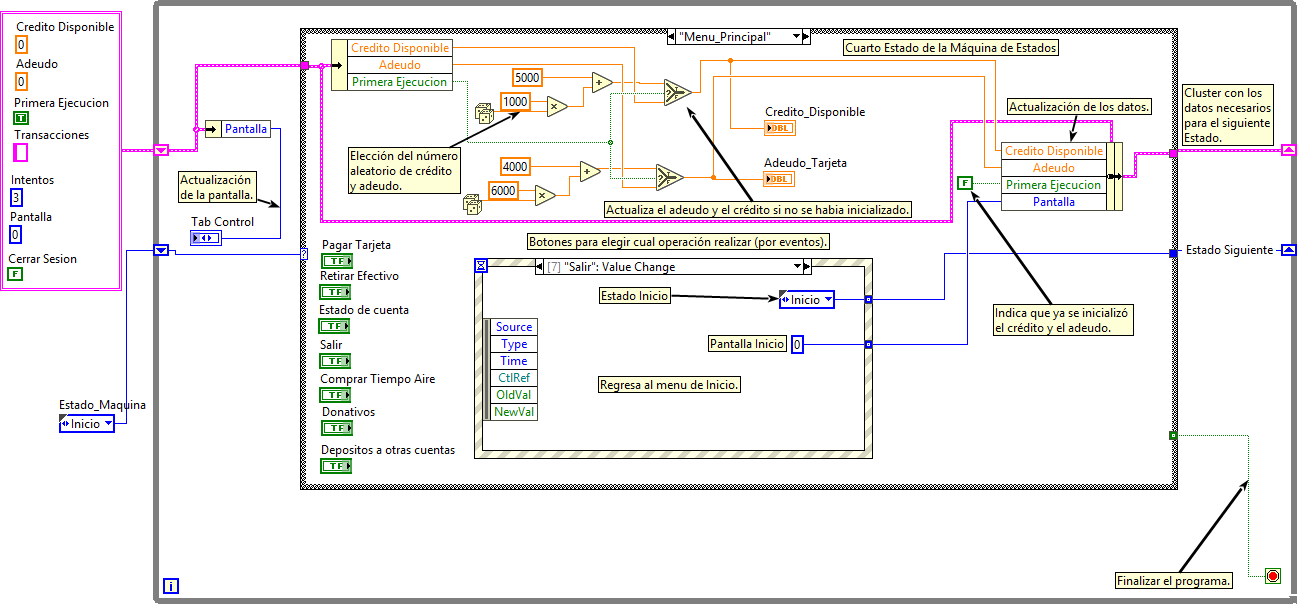 Credito Disponible
0
Adeudo
0
Primera Ejecucion
T
Transacciones
Intentos
3
Pantalla
0
Cerrar Sesion
F
Estado_Maquina
Inicio
Pantalla
Actualización
de la pantalla.
Tab Control
"Menu_Principal"
Cuarto Estado de la Máquina de Estados
Credito Disponible
Adeudo
Primera Ejecucion
5000
1000
+
×
?
T
F
Elección del número
aleatorio de crédito
y adeudo.
4000
6000
+
×
?
T
F
Credito_Disponible
DBL
Adeudo_Tarjeta
DBL
Actualiza el adeudo y el crédito si no se habia inicializado.
Actualización de los datos.
Credito Disponible
Adeudo
Primera Ejecucion
Pantalla
F
Cluster con los
datos necesarios
para el siguiente
Estado.
Estado Siguiente
Indica que ya se inicializó
el crédito y el adeudo.
?
Pagar Tarjeta
TF
Retirar Efectivo
TF
Estado de cuenta
TF
Salir
TF
Comprar Tiempo Aire
TF
Donativos
TF
Depositos a otras cuentas
TF
Botones para elegir cual operación realizar (por eventos).
[7] "Salir": Value Change
Estado Inicio
Inicio
Source
Type
Time
CtlRef
OldVal
NewVal
Pantalla Inicio
0
Regresa al menu de Inicio.
Finalizar el programa.
i